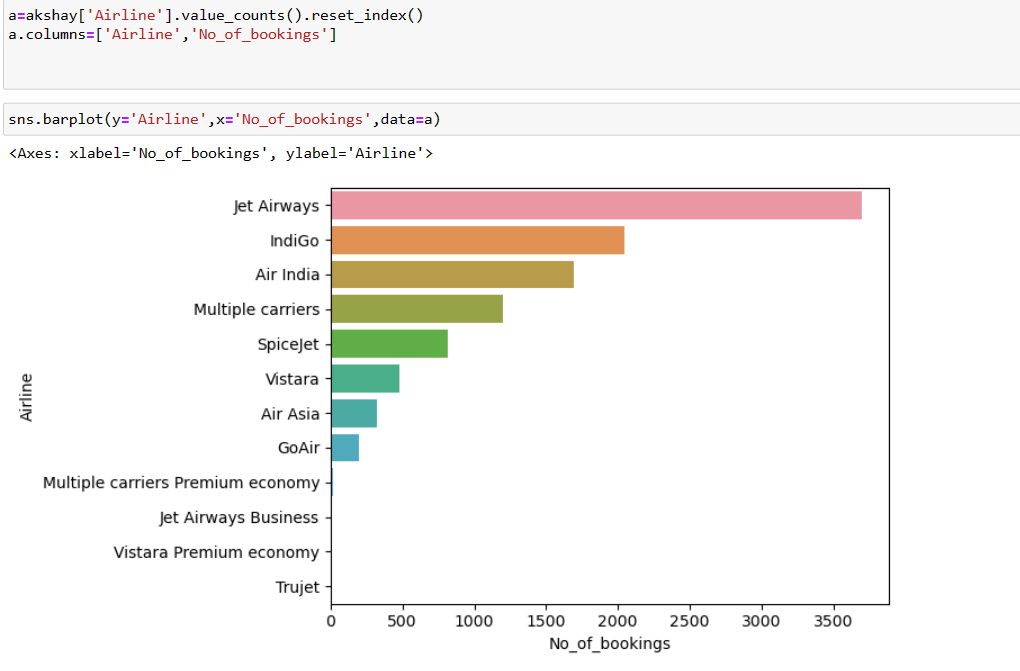 a=akshay['Airline'].value_counts().reset_index()
a.columns=['Airline','No_of_bookings']
sns.barplot(y='Airline',x='No_of_bookings',data=a)
<Axes: xlabel='No_of_bookings', ylabel='Airline'>
Jet Airways
IndiGo
Air India
Multiple carriers
SpiceJet
Vistara
Air Asia
GoAir
Multiple carriers Premium economy
Jet Airways Business
Vistara Premium economy
Trujet
Airline
0 500 1000 1500 2000 2500 3000 3500
No_of_bookings